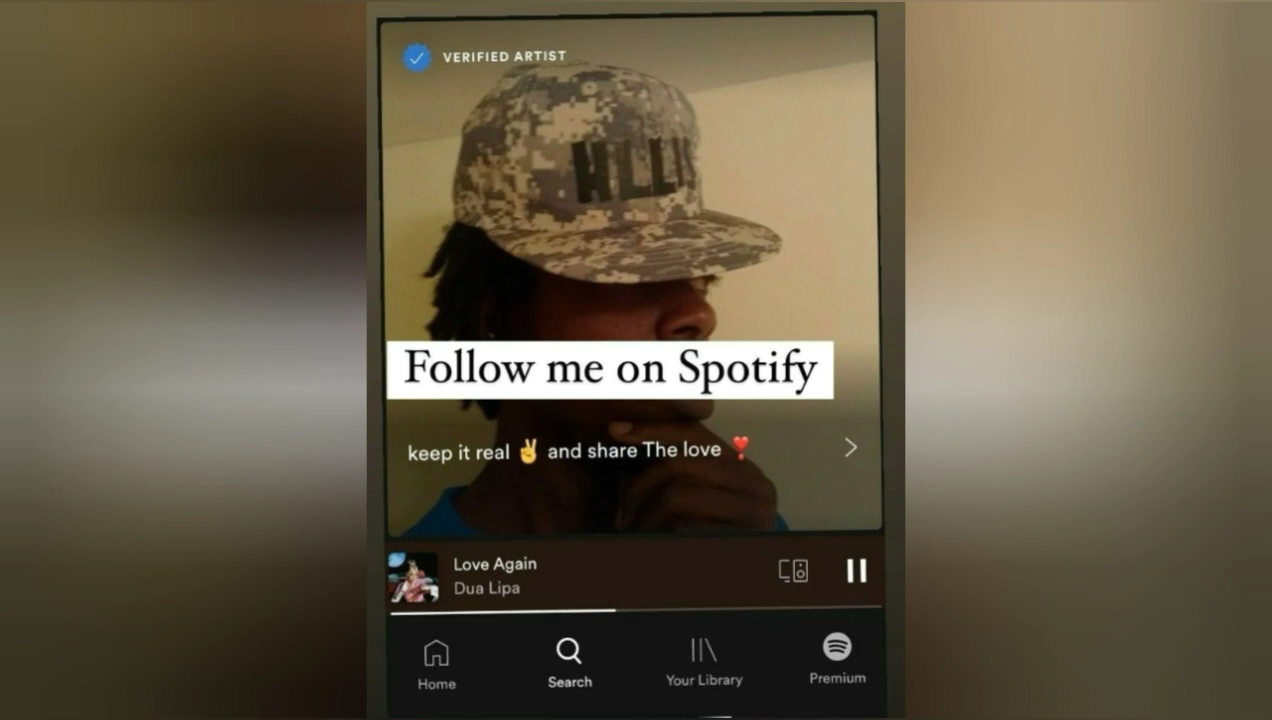 VERIFIED ARTIST
Follow me on Spotify
keep it real ✌️ and share The love ❣️
Love Again
Dua Lipa
Home
Search
Your Library
Premium